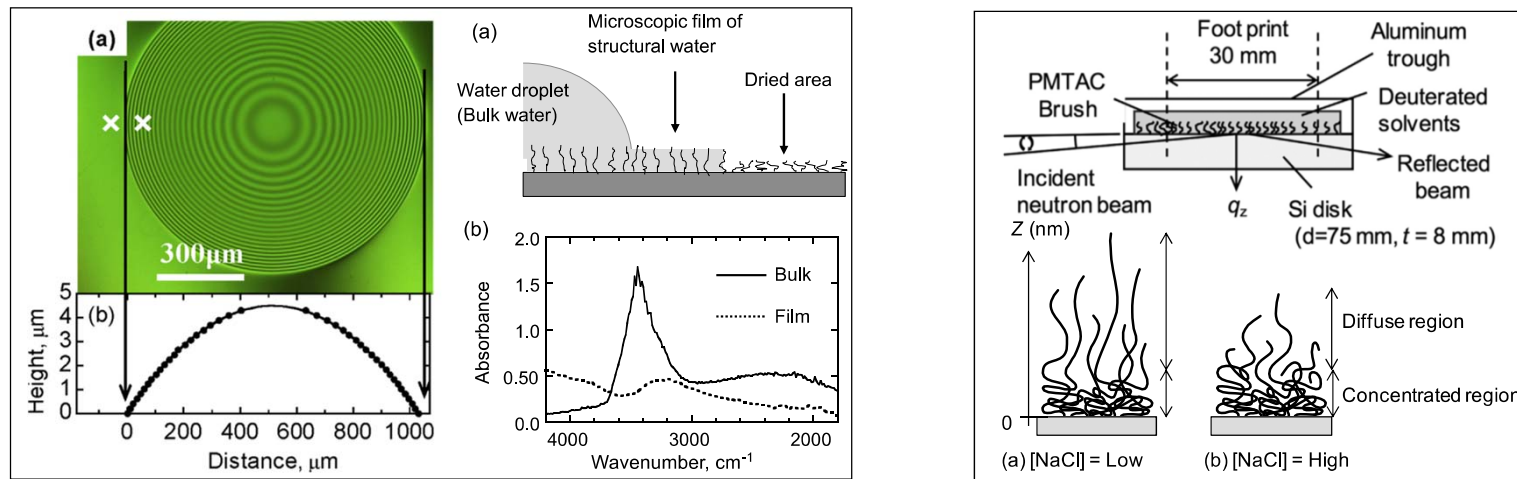 (a)
300μm
(b)
Height, μm
5
4
3
2
1
0
0 200 400 600 800 1000
Distance, μm
(a)
Microscopic film of
structural water
Water droplet
(Bulk water)
Dried area
(b)
Absorbance
2.0
1.5
1.0
0.50
0.0
Bulk
Film
4000 3000 2000
Wavenumber, cm⁻¹
Foot print
30 mm
Aluminum
trough
PMTAC
Brush
Deuterated
solvents
Incident
neutron beam
Reflected
beam
qz
Si disk
(d=75 mm, t = 8 mm)
Z (nm)
0
Diffuse region
Concentrated region
(a) [NaCl] = Low
(b) [NaCl] = High